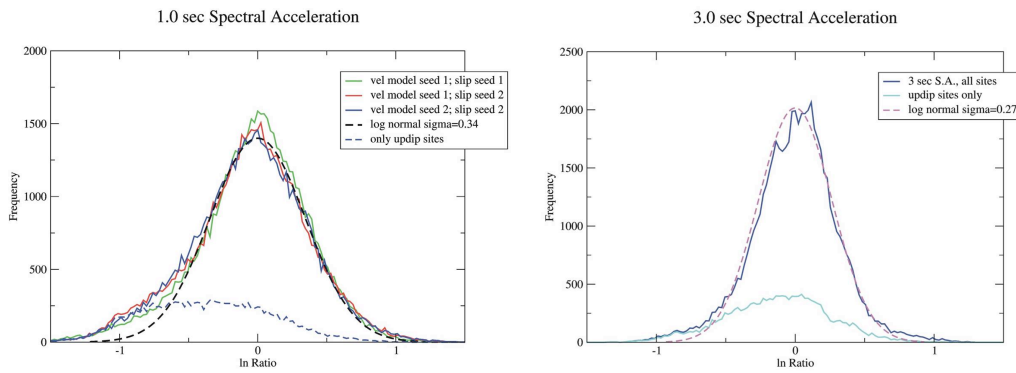 1.0 sec Spectral Acceleration
2000
1500
1000
500
0
Frequency
-1
0
1
ln Ratio
vel model seed 1; slip seed 1
vel model seed 1; slip seed 2
vel model seed 2; slip seed 2
log normal sigma=0.34
only updip sites
3.0 sec Spectral Acceleration
2500
2000
1500
1000
500
0
Frequency
-1
0
1
ln Ratio
3 sec S.A., all sites
updip sites only
log normal sigma=0.27